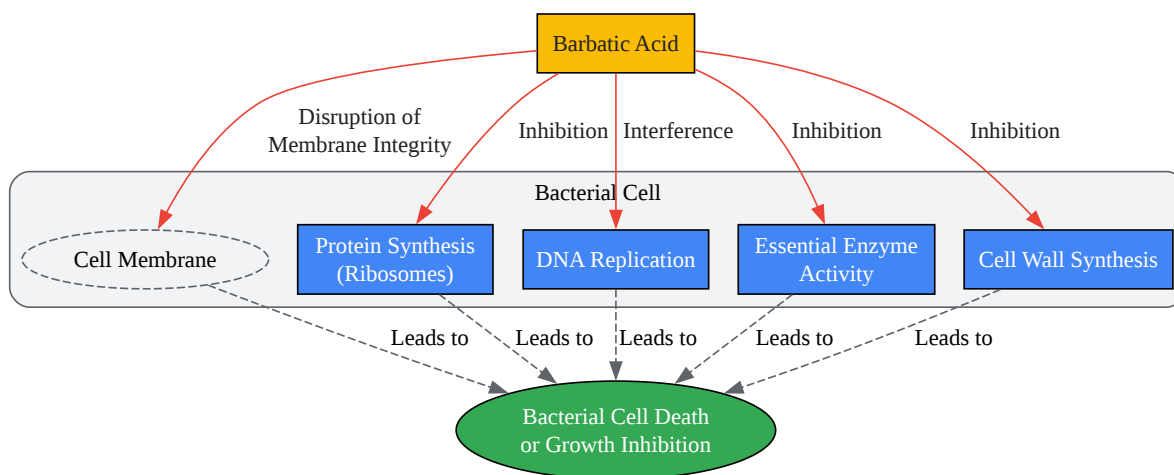 Barbatic Acid
Disruption of
Membrane Integrity
Inhibition
Interference
Inhibition
Inhibition
Bacterial Cell
Cell Membrane
Protein Synthesis
(Ribosomes)
DNA Replication
Essential Enzyme
Activity
Cell Wall Synthesis
Leads to
Leads to
Leads to
Leads to
Leads to
Bacterial Cell Death
or Growth Inhibition